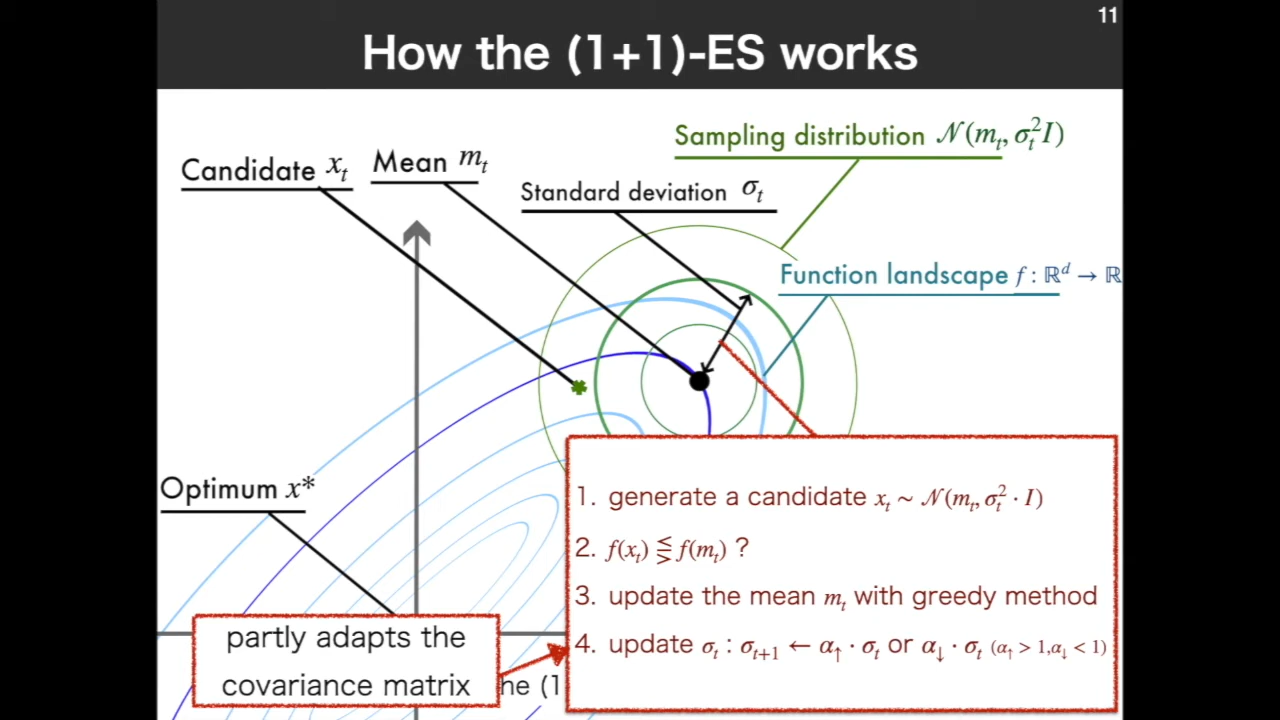 11
How the (1+1)-ES works
Sampling distribution 𝒩(mₜ, σₜ²I)
Candidate xₜ
Mean mₜ
Standard deviation σₜ
Function landscape f : ℝᵈ → ℝ
Optimum x*
1. generate a candidate xₜ ~ 𝒩(mₜ, σₜ² · I)
2. f(xₜ) ⋚ f(mₜ) ?
3. update the mean mₜ with greedy method
4. update σₜ : σₜ₊₁ ← α↑ · σₜ or α↓ · σₜ (α↑ > 1,α↓ < 1)
partly adapts the
covariance matrix
he (1